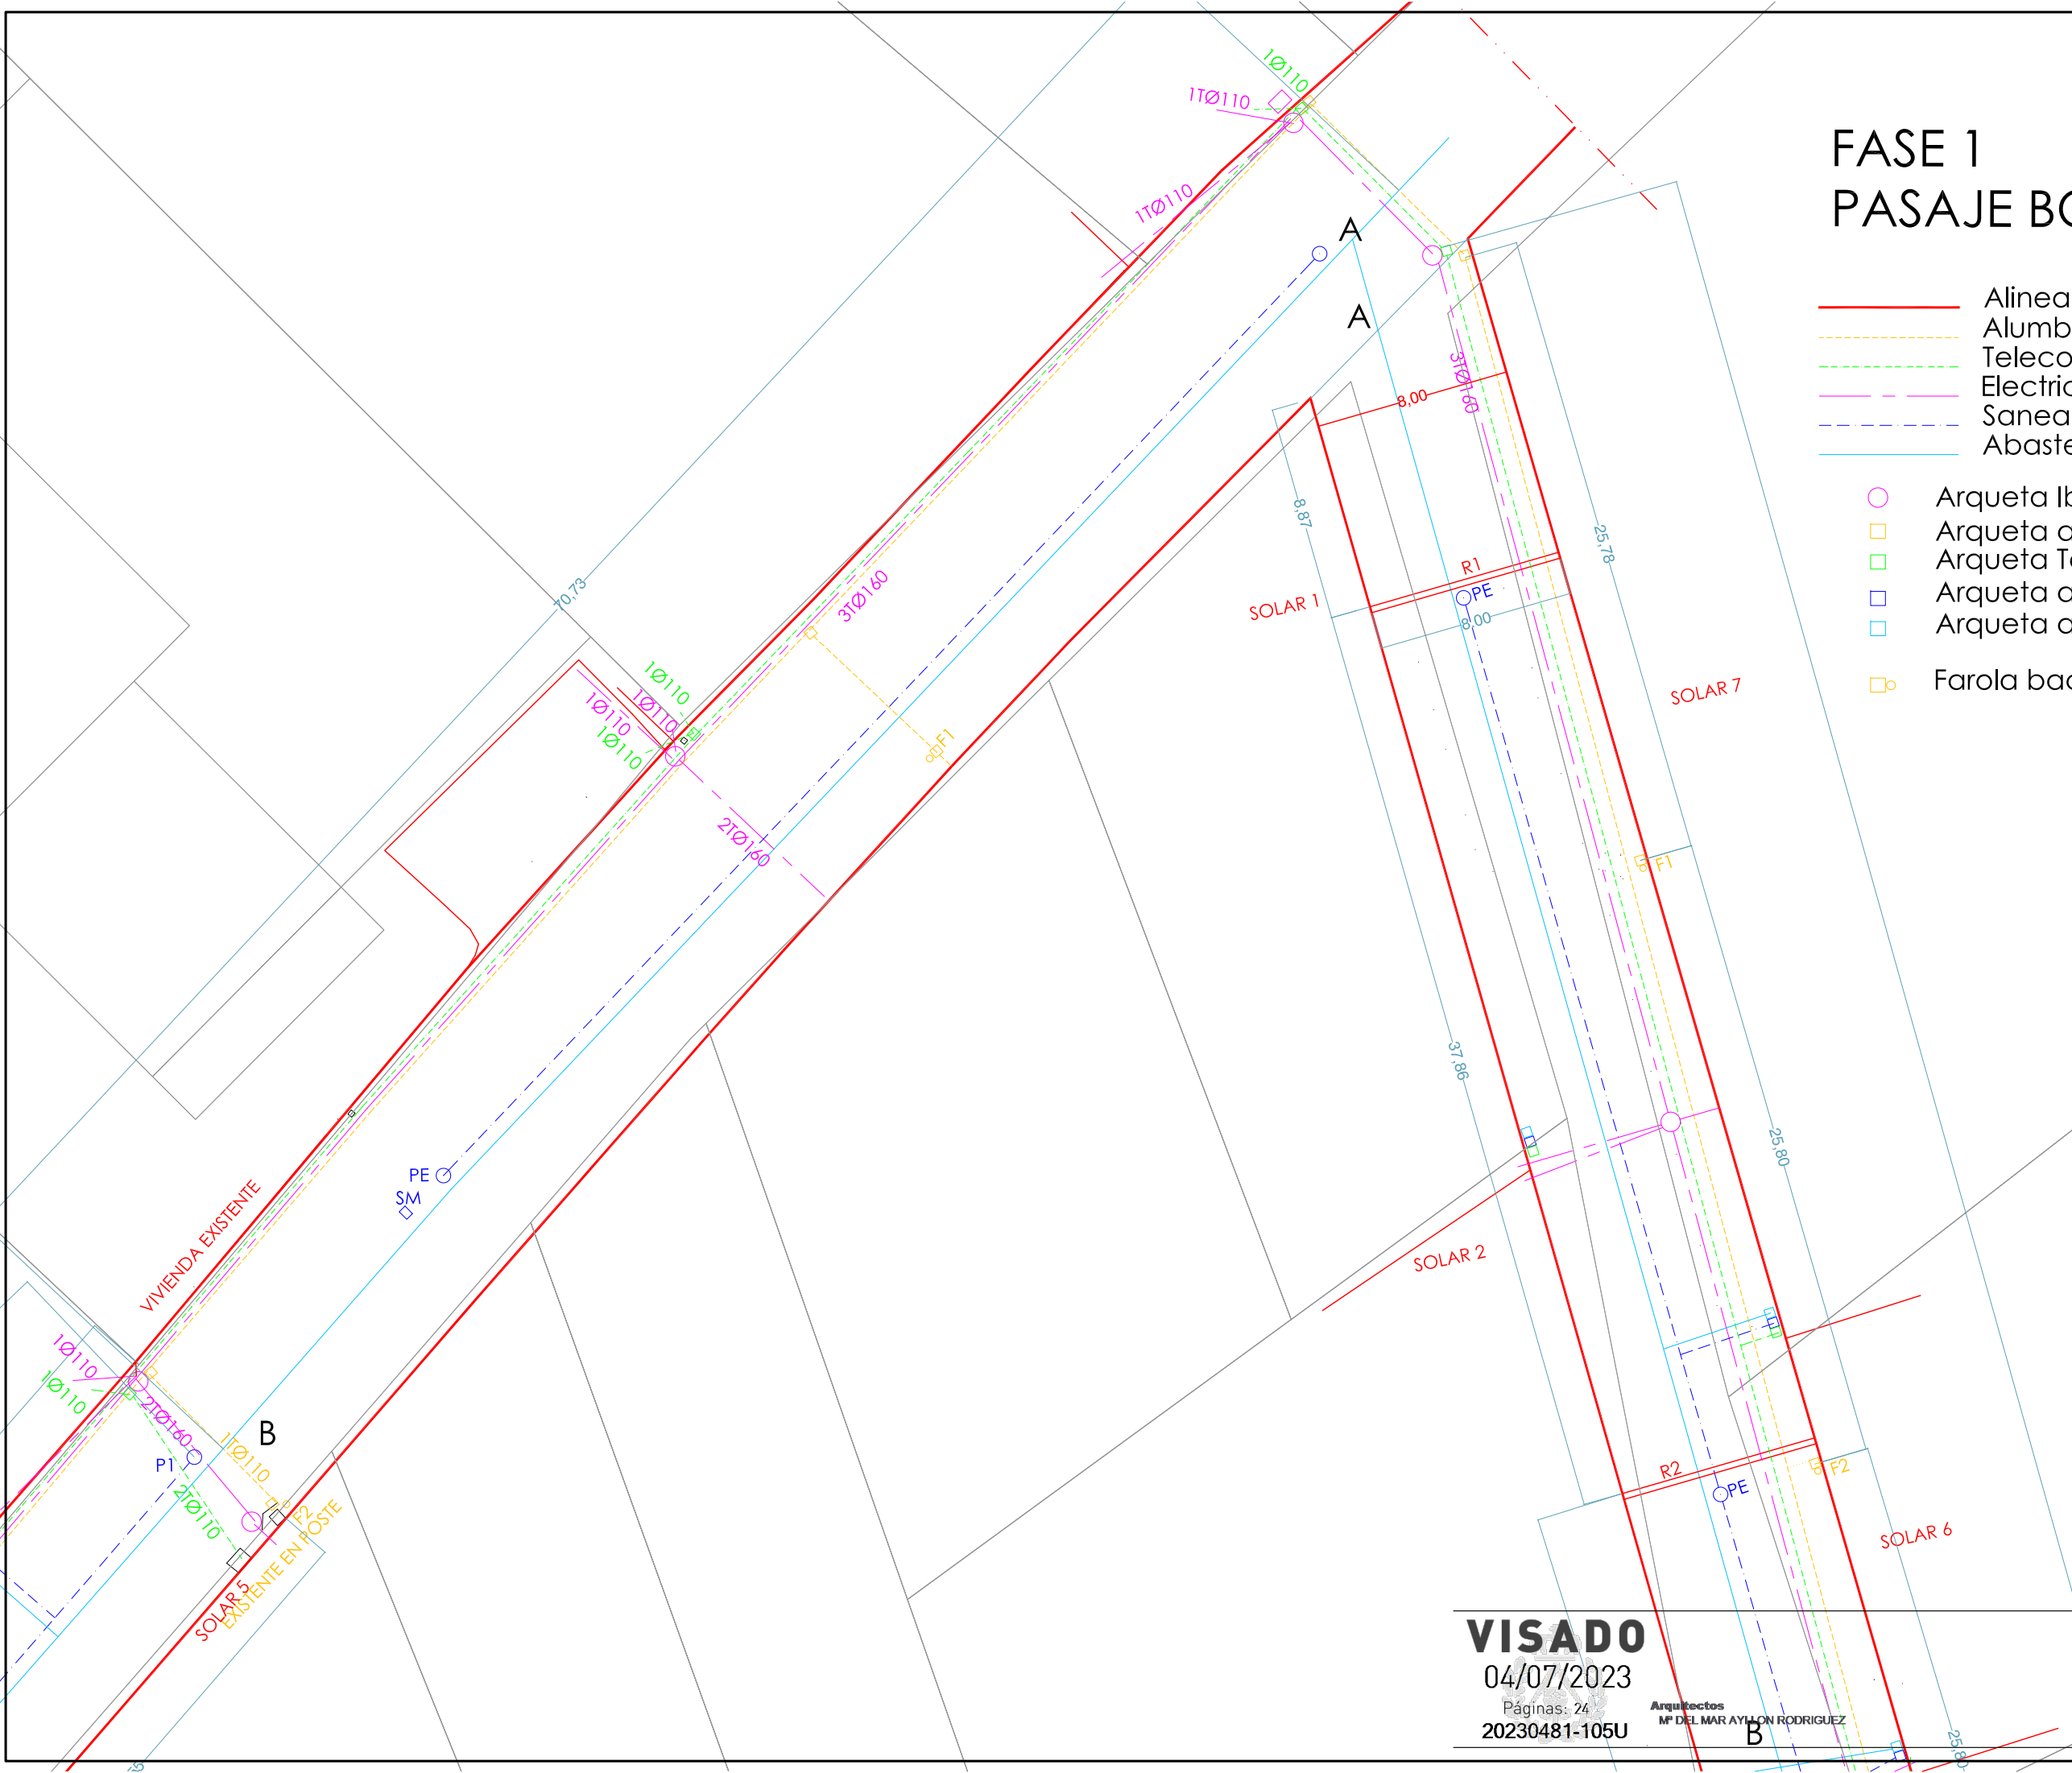 1Ø110
1TØ110
1TØ110
A
A
FASE 1
PASAJE BO
Alinea
Alumb
Teleco
Electric
Sanea
Abaste
Arqueta Ib
Arqueta a
Arqueta Te
Arqueta a
Arqueta a
Farola bac
3TØ160
8,00
8,87
25,78
R1
PE
SOLAR 1
8,00
SOLAR 7
70,73
3TØ160
1Ø110
1Ø110
1Ø110
1Ø110
F1
2TØ160
F1
37,86
25,80
PE
SM
VIVIENDA EXISTENTE
SOLAR 2
1Ø110
1Ø110
2TØ160
1TØ110
B
P1
2TØ110
F2
EXISTENTE EN POSTE
SOLAR 5
R2
F2
PE
SOLAR 6
VISADO
04/07/2023
Páginas: 24
20230481-105U
Arquitectos
Mª DEL MAR AYLLON RODRIGUEZ
B
25,80